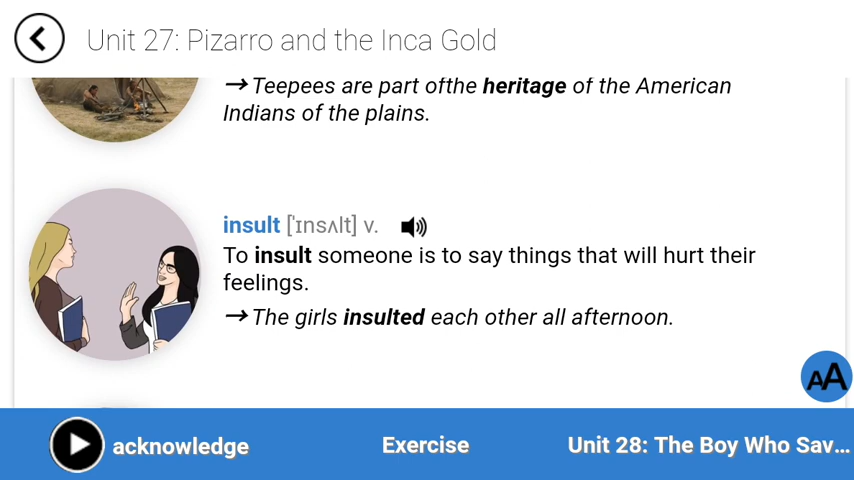 Unit 27: Pizarro and the Inca Gold
→ Teepees are part ofthe heritage of the American
Indians of the plains.
insult [ˈɪnsʌlt] v.
To insult someone is to say things that will hurt their
feelings.
→ The girls insulted each other all afternoon.
AA
acknowledge
Exercise
Unit 28: The Boy Who Sav...